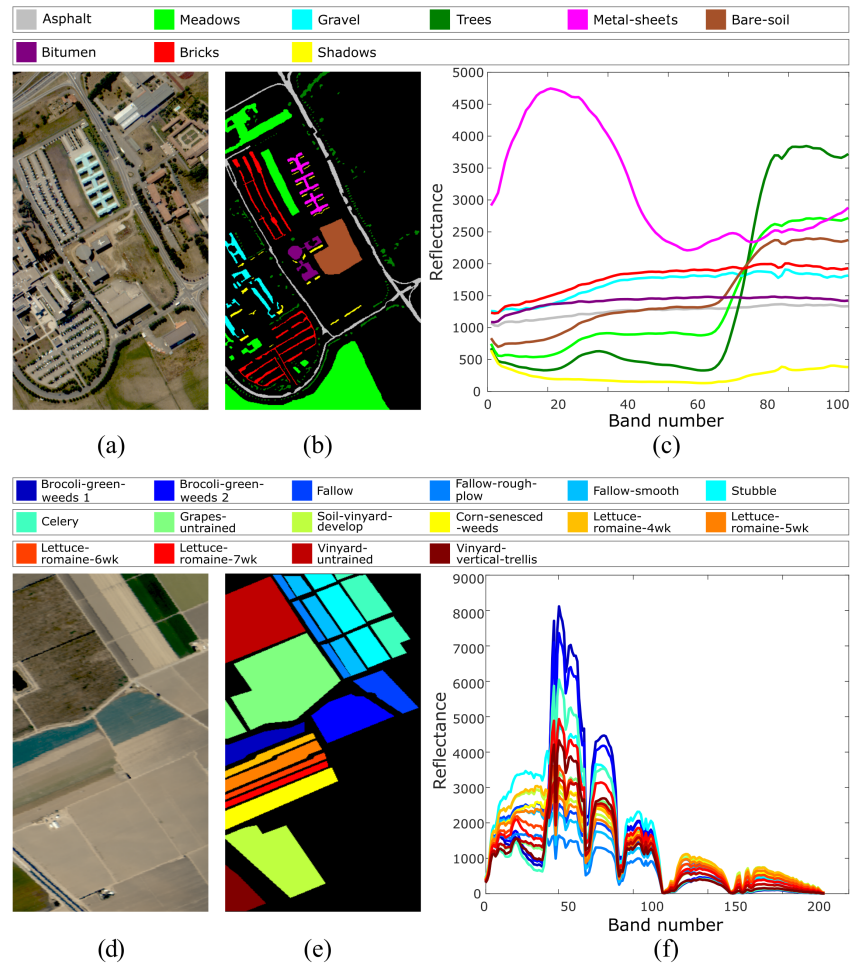 Asphalt Meadows Gravel Trees Metal-sheets Bare-soil
Bitumen Bricks Shadows
5000
4500
4000
3500
3000
2500
2000
1500
1000
500
0
Reflectance
0 20 40 60 80 100
Band number
(a) (b) (c)
Brocoli-green-weeds 1 Brocoli-green-weeds 2 Fallow Fallow-rough-plow Fallow-smooth Stubble
Celery Grapes-untrained Soil-vinyard-develop Corn-senesced-weeds Lettuce-romaine-4wk Lettuce-romaine-5wk
Lettuce-romaine-6wk Lettuce-romaine-7wk Vinyard-untrained Vinyard-vertical-trellis
9000
8000
7000
6000
5000
4000
3000
2000
1000
0
Reflectance
0 50 100 150 200
Band number
(d) (e) (f)